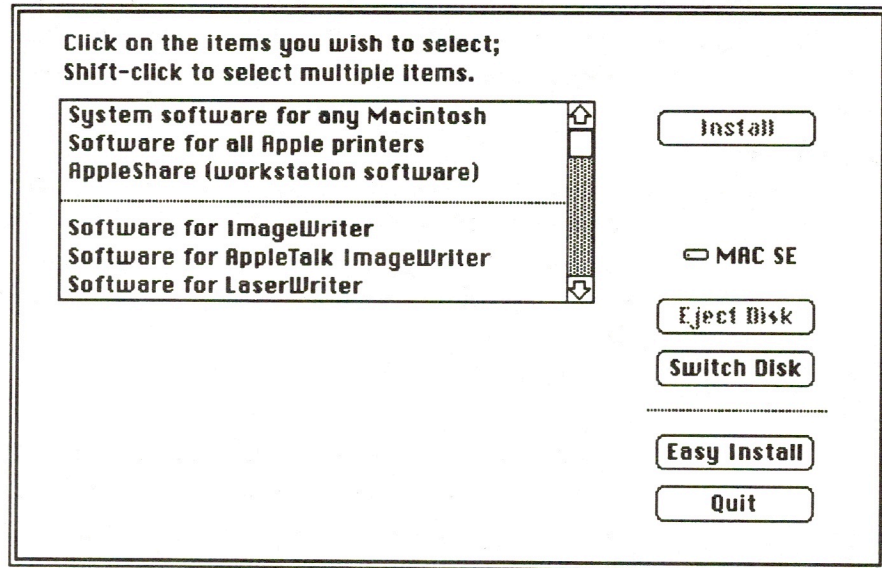 Click on the items you wish to select;
Shift-click to select multiple items.
System software for any Macintosh
Software for all Apple printers
AppleShare (workstation software)
Software for ImageWriter
Software for AppleTalk ImageWriter
Software for LaserWriter
Install
MAC SE
Eject Disk
Switch Disk
Easy Install
Quit